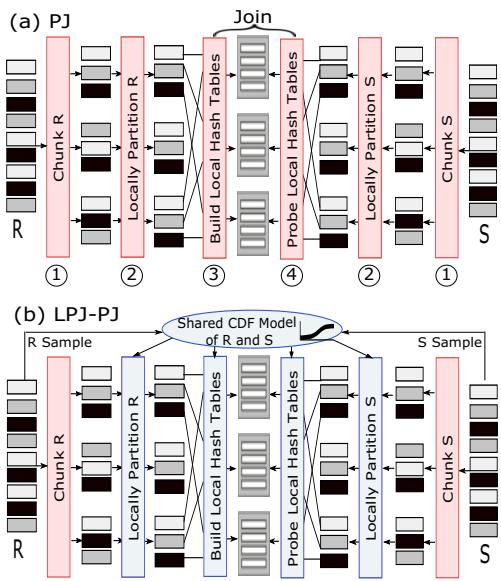 (a) PJ
Join
R
Chunk R
Locally Partition R
Build Local Hash Tables
Probe Local Hash Tables
Locally Partition S
Chunk S
S
1
2
3
4
2
1
(b) LPJ-PJ
Shared CDF Model
of R and S
R Sample
S Sample
R
Chunk R
Locally Partition R
Build Local Hash Tables
Probe Local Hash Tables
Locally Partition S
Chunk S
S